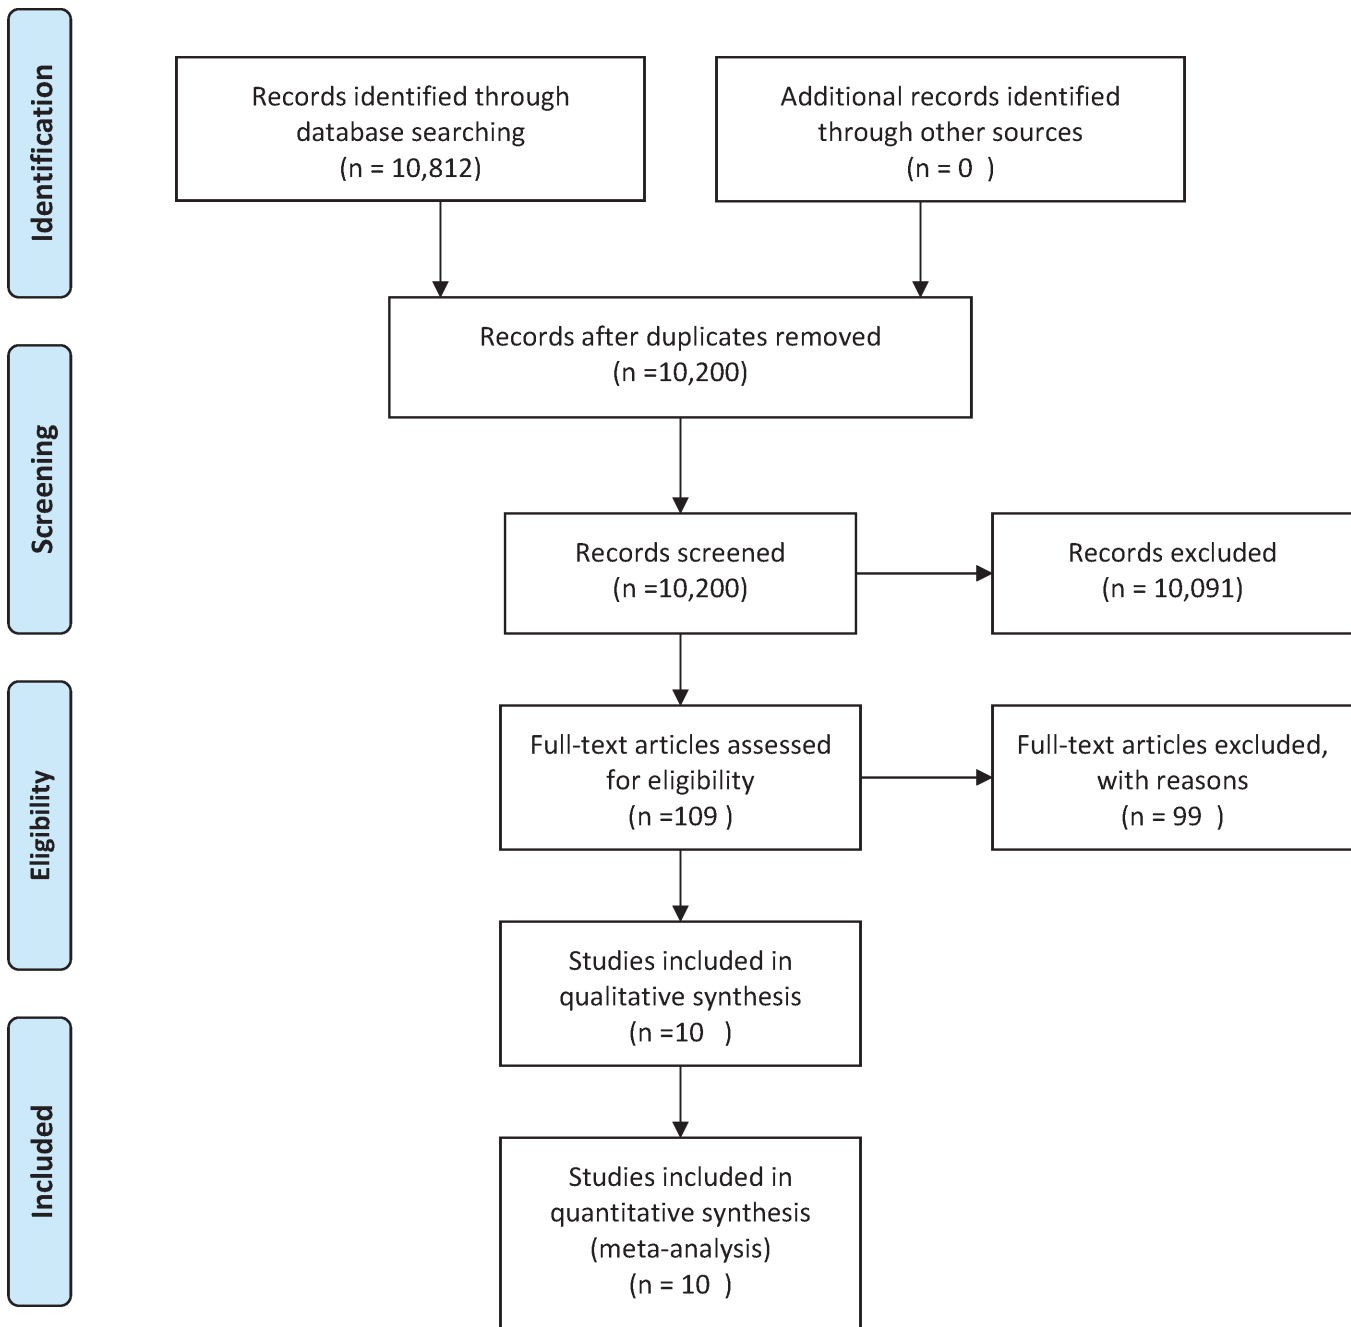 Identification
Records identified through
database searching
(n = 10,812)
Additional records identified
through other sources
(n = 0  )
Records after duplicates removed
(n =10,200)
Screening
Records screened
(n =10,200)
Records excluded
(n = 10,091)
Eligibility
Full-text articles assessed
for eligibility
(n =109 )
Full-text articles excluded,
with reasons
(n = 99  )
Studies included in
qualitative synthesis
(n =10   )
Included
Studies included in
quantitative synthesis
(meta-analysis)
(n = 10  )